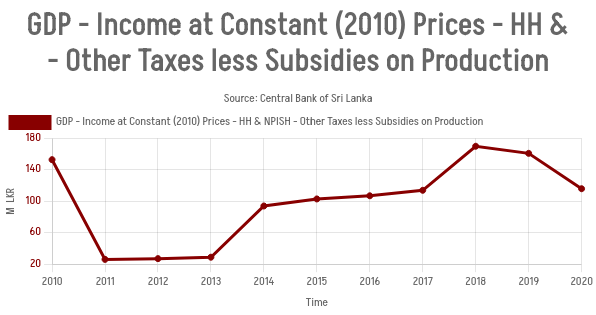 GDP - Income at Constant (2010) Prices - HH &
- Other Taxes less Subsidies on Production
Source: Central Bank of Sri Lanka
GDP - Income at Constant (2010) Prices - HH & NPISH - Other Taxes less Subsidies on Production
180
140
100
60
20
M LKR
2010 2011 2012 2013 2014 2015 2016 2017 2018 2019 2020
Time